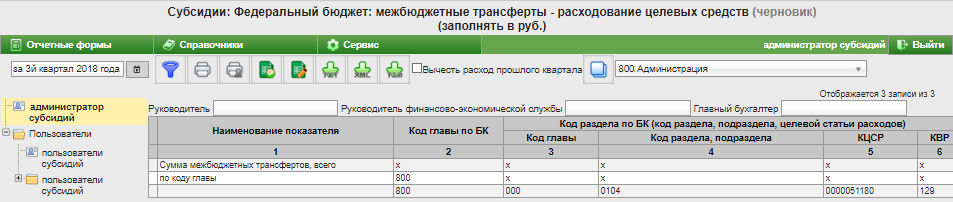 Субсидии: Федеральный бюджет: межбюджетные трансферты - расходование целевых средств (черновик)
(заполнять в руб.)
Отчетные формы Справочники Сервис администратор субсидий Выйти
за 3й квартал 2018 года TXT XML Вычесть расход прошлого квартала 800:Администрация
Отображается 3 записи из 3
администратор субсидий
Руководитель Руководитель финансово-экономической службы Главный бухгалтер
Пользователи
пользователи субсидий
пользователи субсидий
Наименование показателя Код главы по БК Код раздела по БК (код раздела, подраздела, целевой статьи расходов)
Код главы Код раздела, подраздела КЦСР КВР
1 2 3 4 5 6
Сумма межбюджетных трансфертов, всего x x x x x
по коду главы 800 x x x x
800 000 0104 0000051180 129